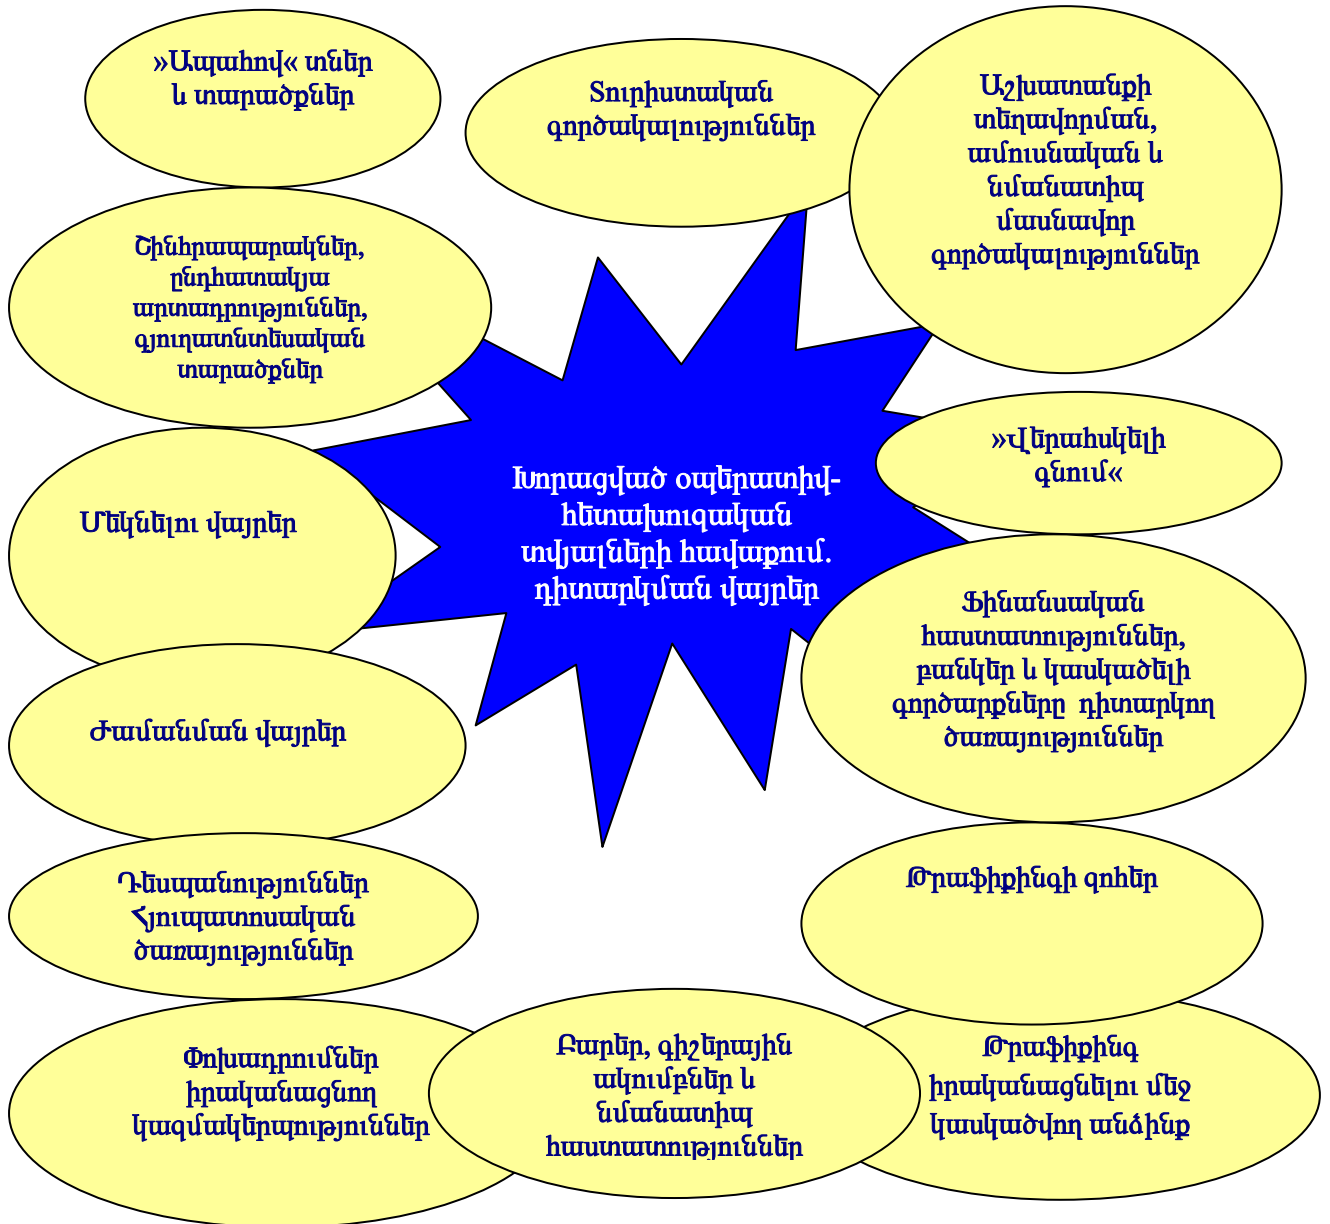 »Ապահով« տներ
և տարածքներ
Տուրիստական
գործակալություններ
Աշխատանքի
տեղավորման,
ամուսնական և
նմանատիպ
մասնավոր
գործակալություններ
Շինհրապարակներ,
ընդհատակյա
արտադրություններ,
գյուղատնտեսական
տարածքներ
»Վերահսկելի
գնում«
Մեկնելու վայրեր
Խորացված օպերատիվ-
հետախուզական
տվյալների հավաքում.
դիտարկման վայրեր
Ֆինանսական
հաստատություններ,
բանկեր և կասկածելի
գործարքները դիտարկող
ծառայություններ
Ժամանման վայրեր
Դեսպանություններ
Հյուպատոսական
ծառայություններ
Թրաֆիքինգի զոհեր
Փոխադրումներ
իրականացնող
կազմակերպություններ
Բարեր, գիշերային
ակումբներ և
նմանատիպ
հաստատություններ
Թրաֆիքինգ
իրականացնելու մեջ
կասկածվող անձինք